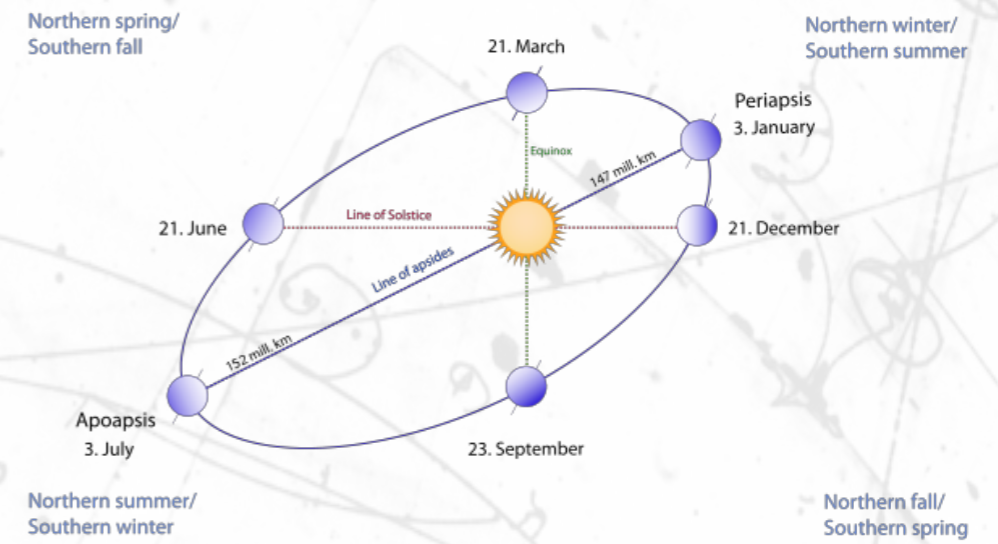 Northern spring/
Southern fall
Northern winter/
Southern summer
21. March
Periapsis
3. January
Equinox
147 mill. km
21. June
Line of Solstice
21. December
Line of apsides
152 mill. km
Apoapsis
3. July
23. September
Northern summer/
Southern winter
Northern fall/
Southern spring